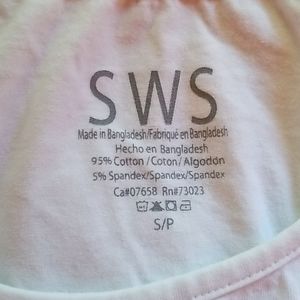 SWS
Made in Bangladesh/Fabriqué en Bangladesh
Hecho en Bangladesh
95% Cotton/Coton/Algodón
5% Spandex/Spandex/Spandex
Ca#07658 Rn#73023
S/P